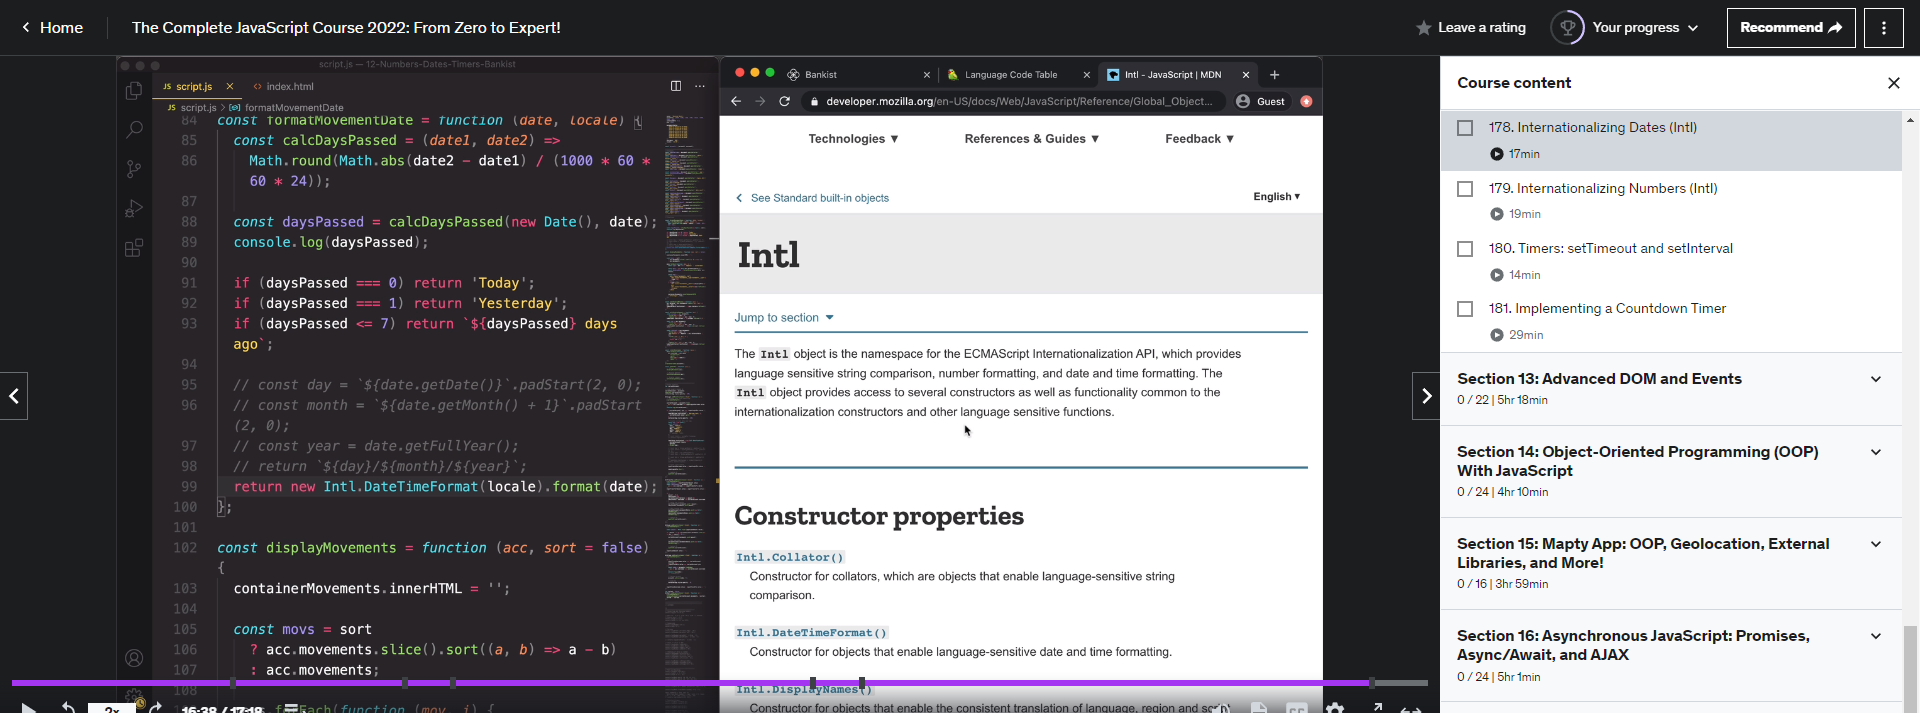 Home
The Complete JavaScript Course 2022: From Zero to Expert!
Leave a rating
Your progress
Recommend
script.js — 12-Numbers-Dates-Timers-Bankist
JS script.js
<> index.html
JS script.js > formatMovementDate
84 const formatMovementDate = function (date, locale) {
85 const calcDaysPassed = (date1, date2) =>
86 Math.round(Math.abs(date2 - date1) / (1000 * 60 *
60 * 24));
87
88 const daysPassed = calcDaysPassed(new Date(), date);
89 console.log(daysPassed);
90
91 if (daysPassed === 0) return 'Today';
92 if (daysPassed === 1) return 'Yesterday';
93 if (daysPassed <= 7) return `${daysPassed} days
ago`;
94
95 // const day = `${date.getDate()}`.padStart(2, 0);
96 // const month = `${date.getMonth() + 1}`.padStart
(2, 0);
97 // const year = date.getFullYear();
98 // return `${day}/${month}/${year}`;
99 return new Intl.DateTimeFormat(locale).format(date);
100 };
101
102 const displayMovements = function (acc, sort = false)
{
103 containerMovements.innerHTML = '';
104
105 const movs = sort
106 ? acc.movements.slice().sort((a, b) => a - b)
107 : acc.movements;
108
2x
16:38 / 17:18
Bankist
Language Code Table
Intl - JavaScript | MDN
developer.mozilla.org/en-US/docs/Web/JavaScript/Reference/Global_Object...
Guest
Technologies ▼
References & Guides ▼
Feedback ▼
See Standard built-in objects
English ▼
Intl
Jump to section
The Intl object is the namespace for the ECMAScript Internationalization API, which provides
language sensitive string comparison, number formatting, and date and time formatting. The
Intl object provides access to several constructors as well as functionality common to the
internationalization constructors and other language sensitive functions.
Constructor properties
Intl.Collator()
Constructor for collators, which are objects that enable language-sensitive string
comparison.
Intl.DateTimeFormat()
Constructor for objects that enable language-sensitive date and time formatting.
Intl.DisplayNames()
Constructor for objects that enable the consistent translation of language, region and
Course content
178. Internationalizing Dates (Intl)
17min
179. Internationalizing Numbers (Intl)
19min
180. Timers: setTimeout and setInterval
14min
181. Implementing a Countdown Timer
29min
Section 13: Advanced DOM and Events
0 / 22 | 5hr 18min
Section 14: Object-Oriented Programming (OOP)
With JavaScript
0 / 24 | 4hr 10min
Section 15: Mapty App: OOP, Geolocation, External
Libraries, and More!
0 / 16 | 3hr 59min
Section 16: Asynchronous JavaScript: Promises,
Async/Await, and AJAX
0 / 24 | 5hr 1min